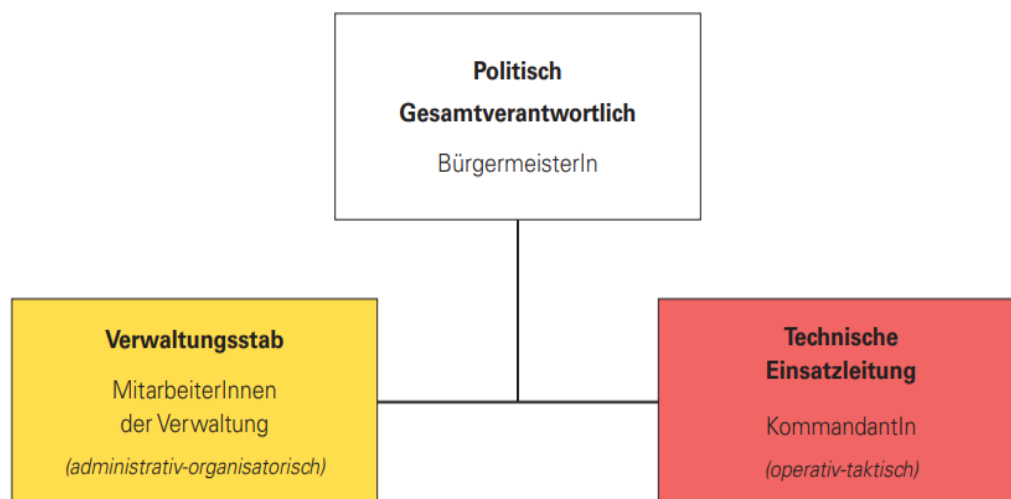 Politisch
Gesamtverantwortlich
BürgermeisterIn
Verwaltungsstab
MitarbeiterInnen
der Verwaltung
(administrativ-organisatorisch)
Technische
Einsatzleitung
KommandantIn
(operativ-taktisch)